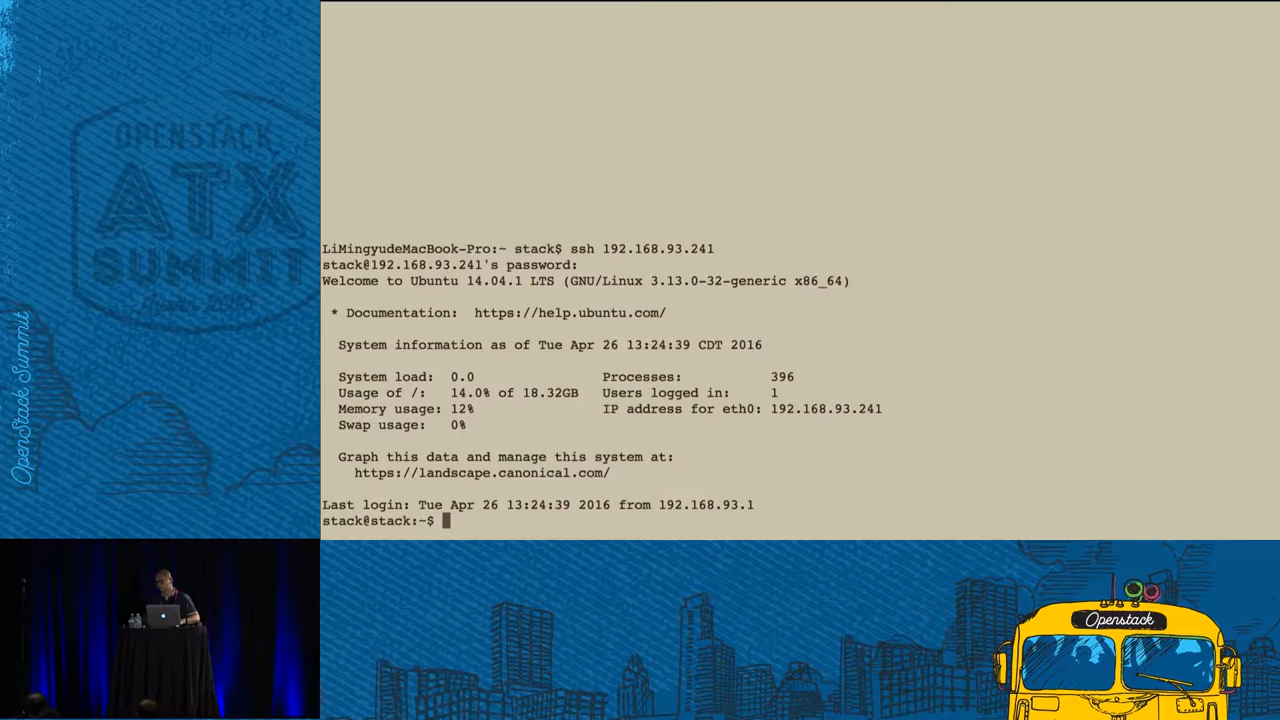 OPENSTACK
ATX
SUMMIT
Austin 2016
OpenStack Summit
LiMingyudeMacBook-Pro:~ stack$ ssh 192.168.93.241
stack@192.168.93.241's password:
Welcome to Ubuntu 14.04.1 LTS (GNU/Linux 3.13.0-32-generic x86_64)
* Documentation:  https://help.ubuntu.com/
System information as of Tue Apr 26 13:24:39 CDT 2016
System load:  0.0                Processes:           396
Usage of /:   14.0% of 18.32GB   Users logged in:     1
Memory usage: 12%                IP address for eth0: 192.168.93.241
Swap usage:   0%
Graph this data and manage this system at:
https://landscape.canonical.com/
Last login: Tue Apr 26 13:24:39 2016 from 192.168.93.1
stack@stack:~$
Openstack